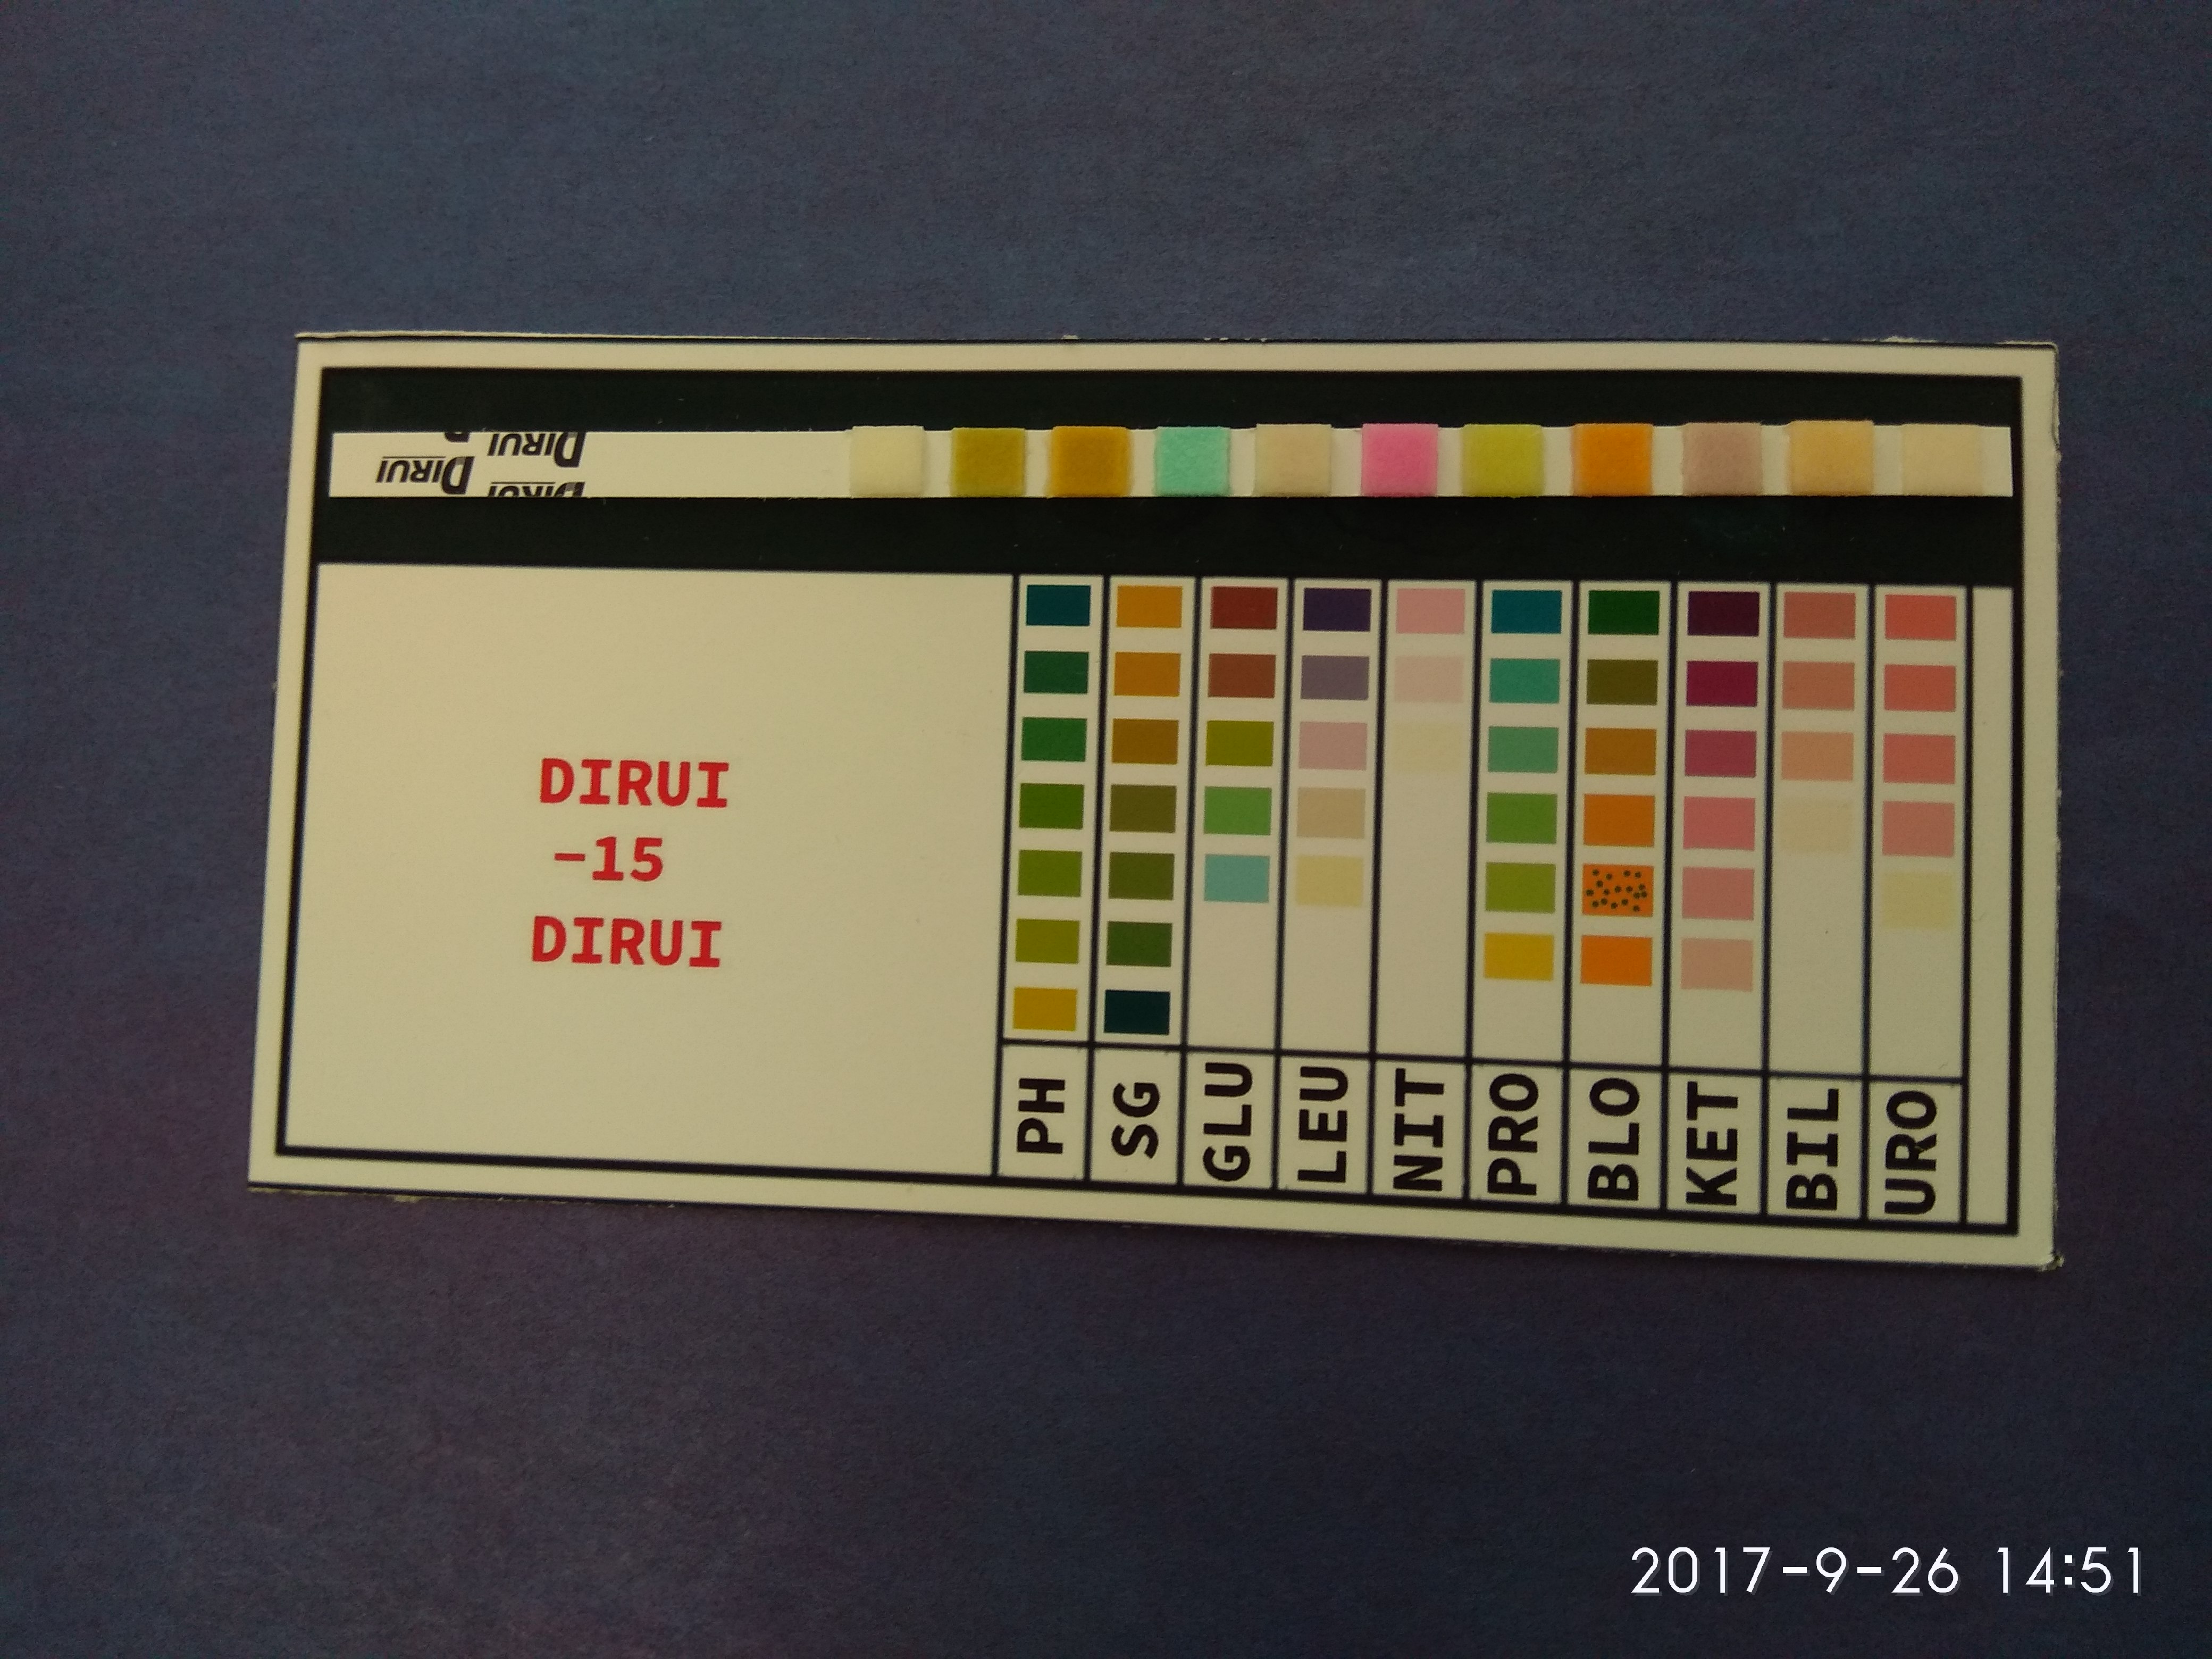 DIRUI
DIRUI
DIRUI
DIRUI
-15
DIRUI
PH
SG
GLU
LEU
NIT
PRO
BLO
KET
BIL
URO
2017-9-26 14:51